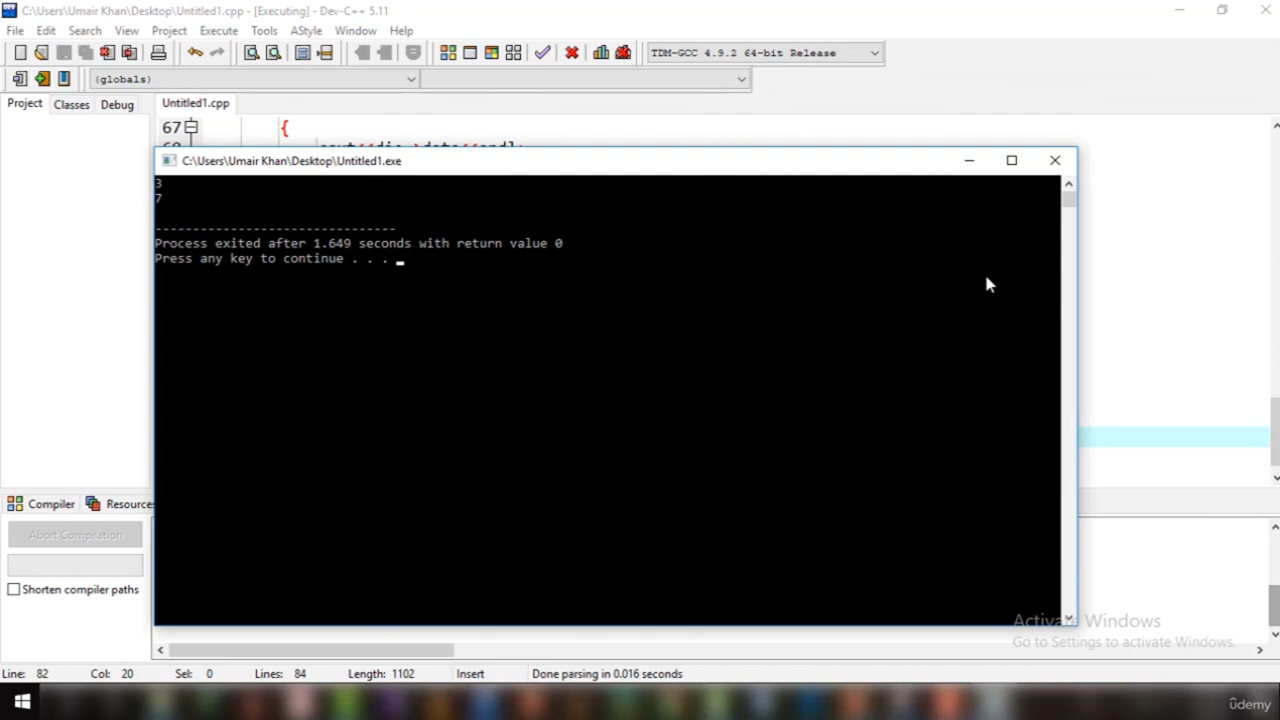 C:\Users\Umair Khan\Desktop\Untitled1.cpp - [Executing] - Dev-C++ 5.11
File Edit Search View Project Execute Tools AStyle Window Help
TDM-GCC 4.9.2 64-bit Release
(globals)
Project Classes Debug Untitled1.cpp
67 {
C:\Users\Umair Khan\Desktop\Untitled1.exe
3
7
--------------------------------
Process exited after 1.649 seconds with return value 0
Press any key to continue . . .
Compiler Resources
Abort Compilation
Shorten compiler paths
Activate Windows
Go to Settings to activate Windows.
Line: 82 Col: 20 Sel: 0 Lines: 84 Length: 1102 Insert Done parsing in 0.016 seconds
ûdemy